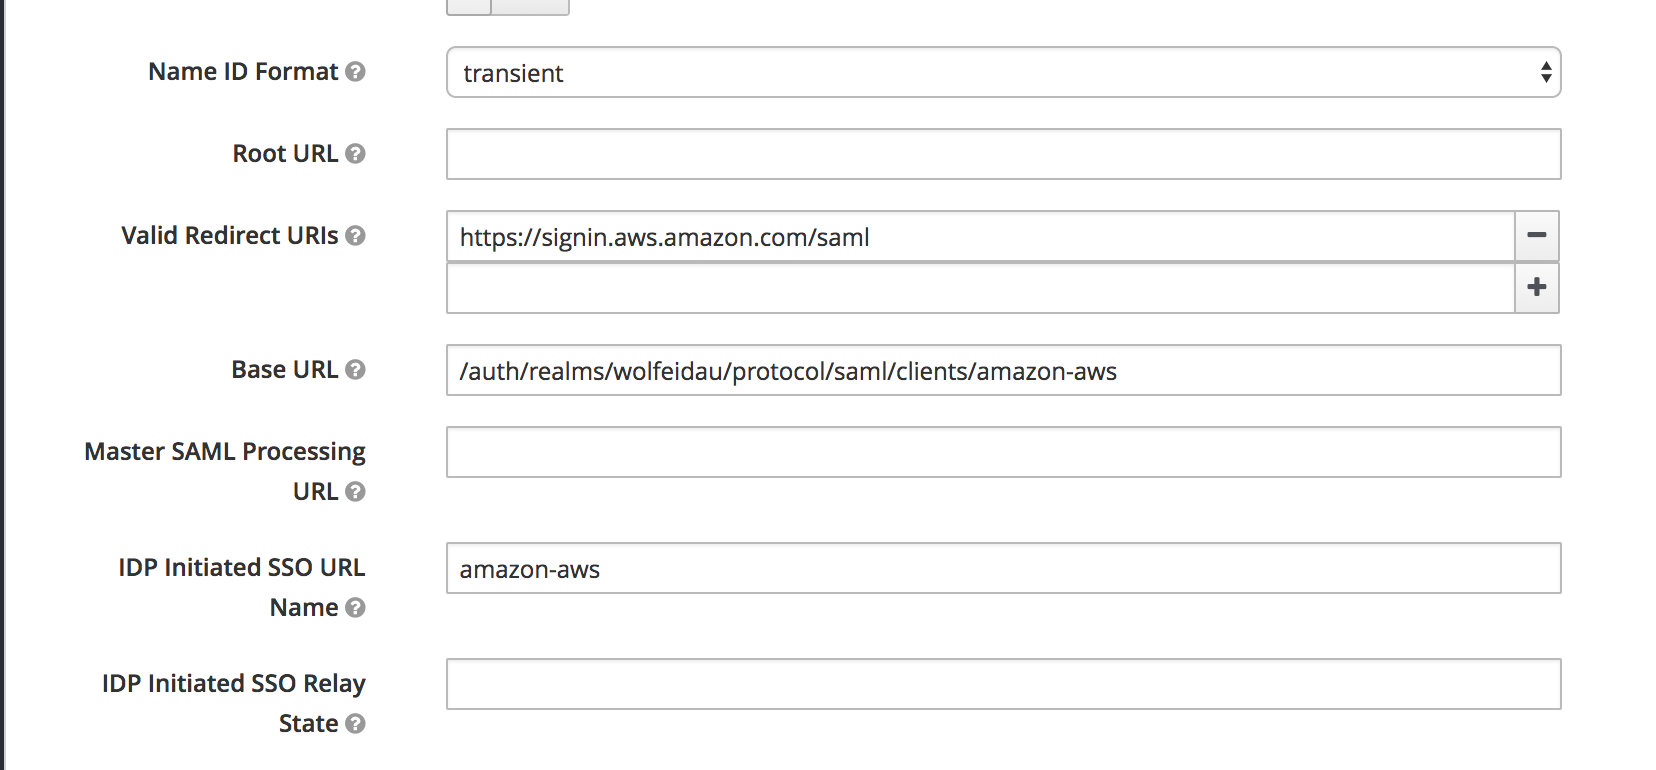 Name ID Format
transient
Root URL
Valid Redirect URIs
https://signin.aws.amazon.com/saml
Base URL
/auth/realms/wolfeidau/protocol/saml/clients/amazon-aws
Master SAML Processing
URL
IDP Initiated SSO URL
Name
amazon-aws
IDP Initiated SSO Relay
State